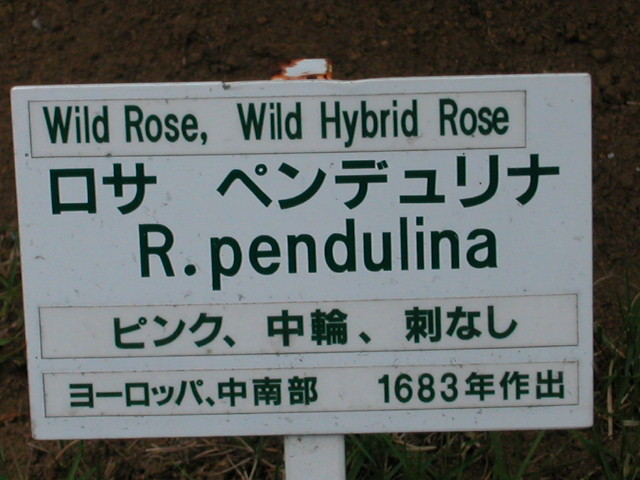 Wild Rose, Wild Hybrid Rose
ロサ ペンデュリナ
R.pendulina
ピンク、中輪、刺なし
ヨーロッパ、中南部 1683年作出